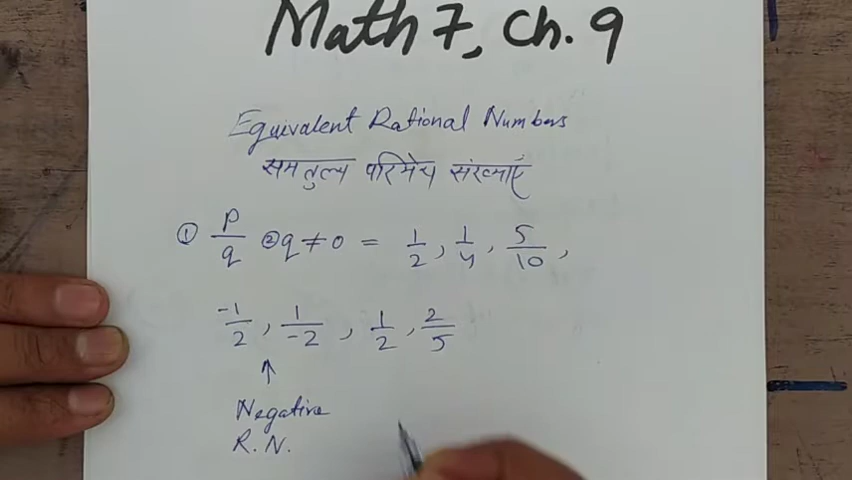 Math 7, Ch. 9
Equivalent Rational Numbers
समतुल्य परिमेय संख्याएँ
① p/q ② q ≠ 0 = 1/2, 1/4, 5/10,
-1/2, 1/-2, 1/2, 2/5
↑
Negative
R.N.